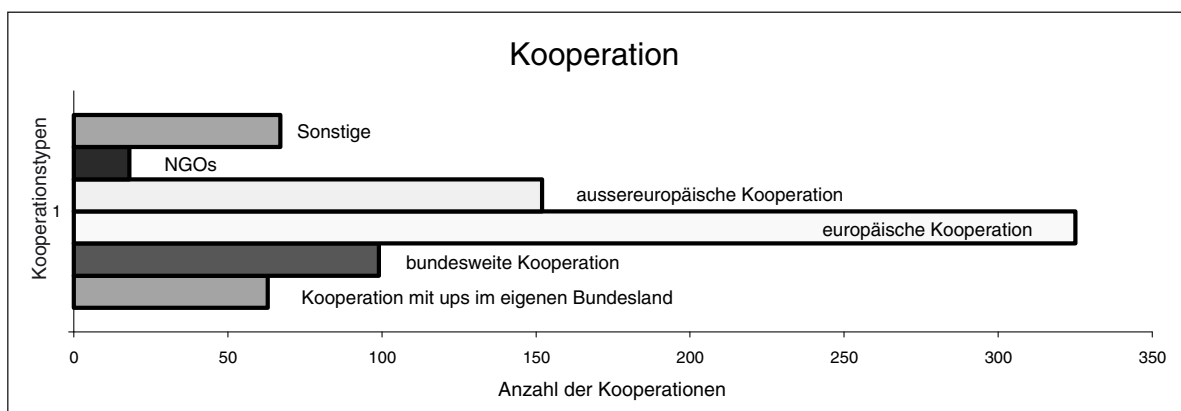 Kooperation
Kooperationstypen
1
Sonstige
NGOs
aussereuropäische Kooperation
europäische Kooperation
bundesweite Kooperation
Kooperation mit ups im eigenen Bundesland
0 50 100 150 200 250 300 350
Anzahl der Kooperationen